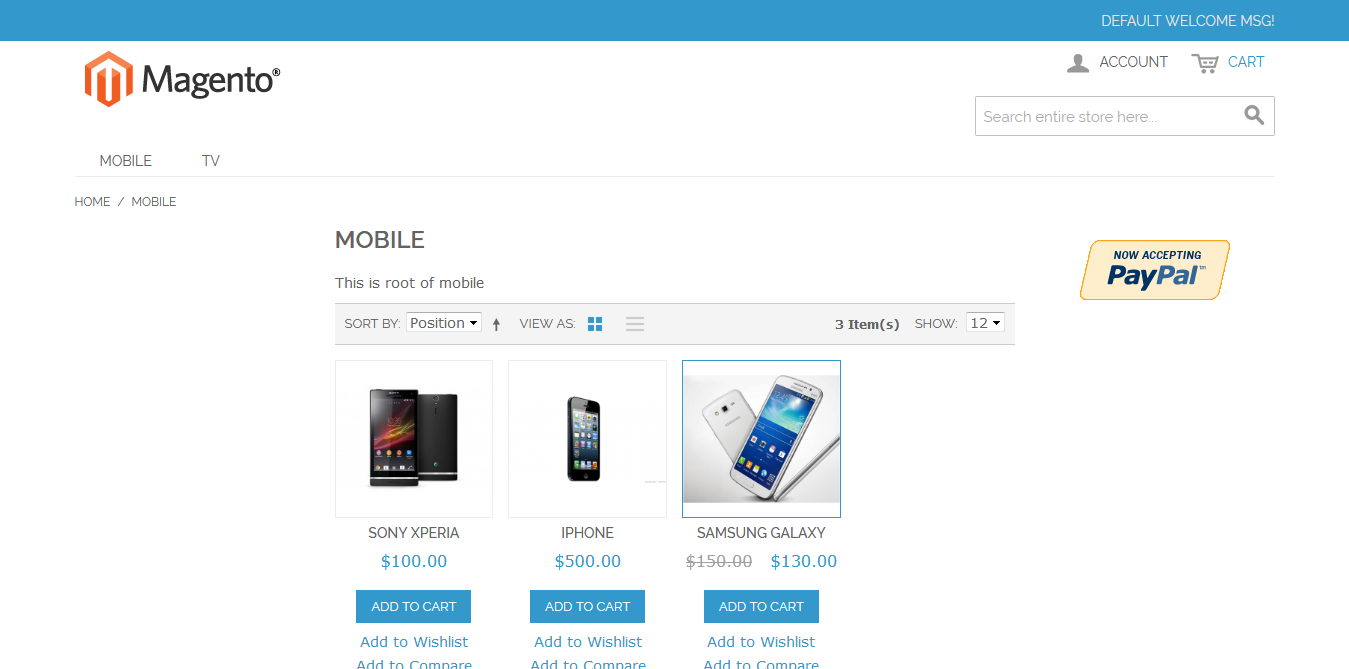 DEFAULT WELCOME MSG!
Magento®
ACCOUNT
CART
Search entire store here...
MOBILE
TV
HOME / MOBILE
MOBILE
NOW ACCEPTING
PayPal™
This is root of mobile
SORT BY: Position VIEW AS: 3 Item(s) SHOW: 12
SONY XPERIA
IPHONE
SAMSUNG GALAXY
$100.00
$500.00
$150.00 $130.00
ADD TO CART
ADD TO CART
ADD TO CART
Add to Wishlist
Add to Wishlist
Add to Wishlist
Add to Compare
Add to Compare
Add to Compare